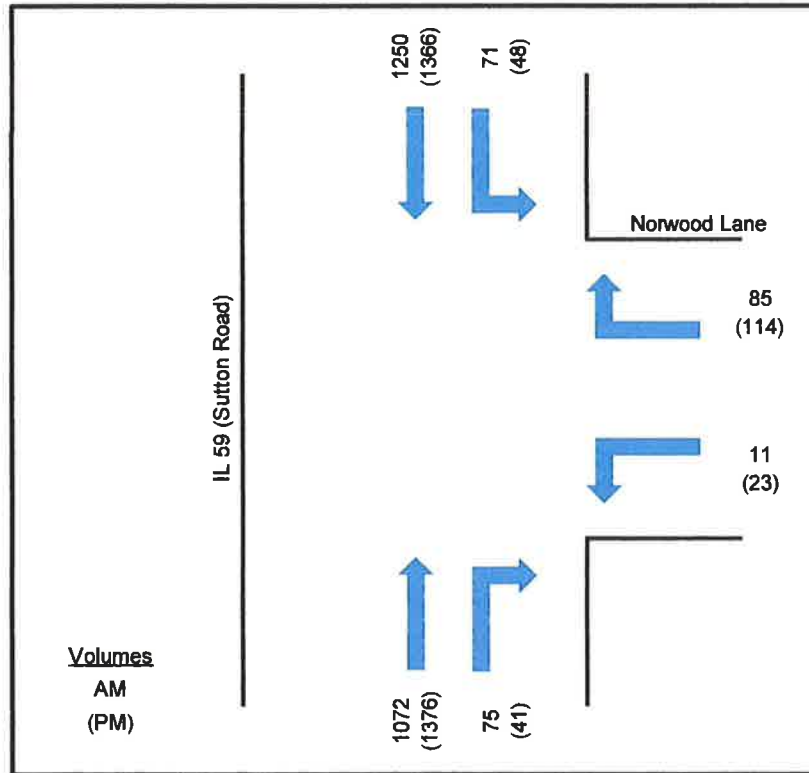 1250
(1366)
71
(48)
Norwood Lane
85
(114)
IL 59 (Sutton Road)
11
(23)
Volumes
AM
(PM)
1072
(1376)
75
(41)